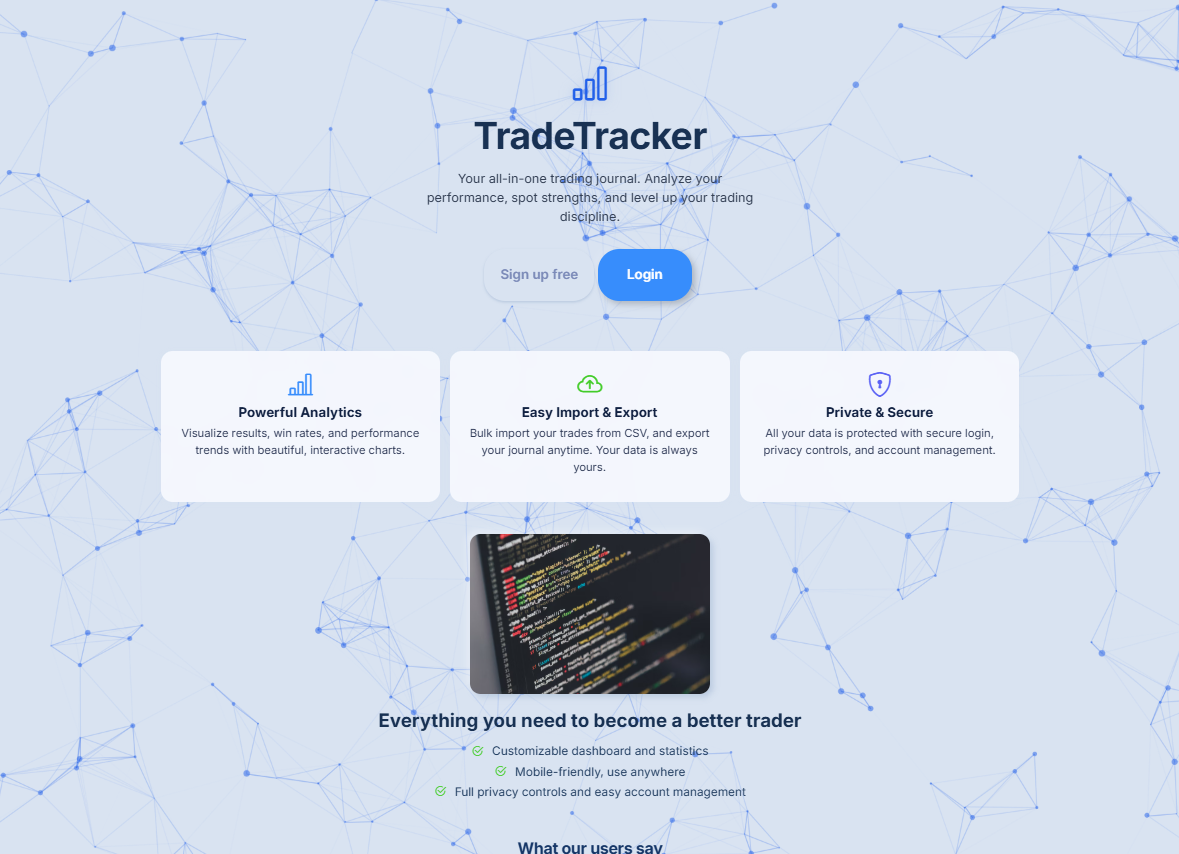 TradeTracker
Your all-in-one trading journal. Analyze your
performance, spot strengths, and level up your trading
discipline.
Sign up free
Login
Powerful Analytics
Visualize results, win rates, and performance
trends with beautiful, interactive charts.
Easy Import & Export
Bulk import your trades from CSV, and export
your journal anytime. Your data is always
yours.
Private & Secure
All your data is protected with secure login,
privacy controls, and account management.
Everything you need to become a better trader
Customizable dashboard and statistics
Mobile-friendly, use anywhere
Full privacy controls and easy account management
What our users say